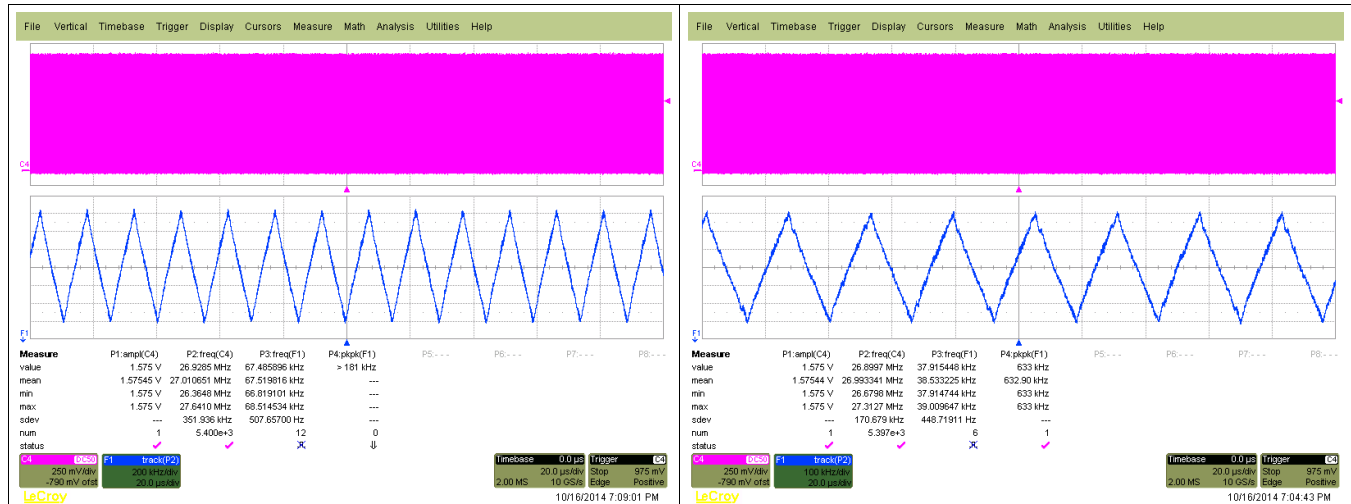 File Vertical Timebase Trigger Display Cursors Measure Math Analysis Utilities Help
C4
F1
Measure P1:ampl(C4) P2:freq(C4) P3:freq(F1) P4:pkpk(F1) P5:- - - P6:- - - P7:- - - P8:- - -
value 1.575 V 26.9285 MHz 67.485896 kHz > 181 kHz
mean 1.57545 V 27.010651 MHz 67.519816 kHz ---
min 1.575 V 26.3648 MHz 66.819101 kHz ---
max 1.575 V 27.6410 MHz 68.514534 kHz ---
sdev --- 351.936 kHz 507.65700 Hz ---
num 1 5.400e+3 12 0
status
C4 DC50 F1 track(P2) Timebase 0.0 µs Trigger C4
250 mV/div 200 kHz/div 20.0 µs/div Stop 975 mV
-790 mV ofst 20.0 µs/div 2.00 MS 10 GS/s Edge Positive
LeCroy 10/16/2014 7:09:01 PM
File Vertical Timebase Trigger Display Cursors Measure Math Analysis Utilities Help
C4
F1
Measure P1:ampl(C4) P2:freq(C4) P3:freq(F1) P4:pkpk(F1) P5:- - - P6:- - - P7:- - - P8:- - -
value 1.575 V 26.8997 MHz 37.915448 kHz 633 kHz
mean 1.57544 V 26.993341 MHz 38.533225 kHz 632.90 kHz
min 1.575 V 26.6798 MHz 37.914744 kHz 633 kHz
max 1.575 V 27.3127 MHz 39.009647 kHz 633 kHz
sdev --- 170.679 kHz 448.71911 Hz ---
num 1 5.397e+3 6 1
status
C4 DC50 F1 track(P2) Timebase 0.0 µs Trigger C4
250 mV/div 100 kHz/div 20.0 µs/div Stop 975 mV
-790 mV ofst 20.0 µs/div 2.00 MS 10 GS/s Edge Positive
LeCroy 10/16/2014 7:04:43 PM